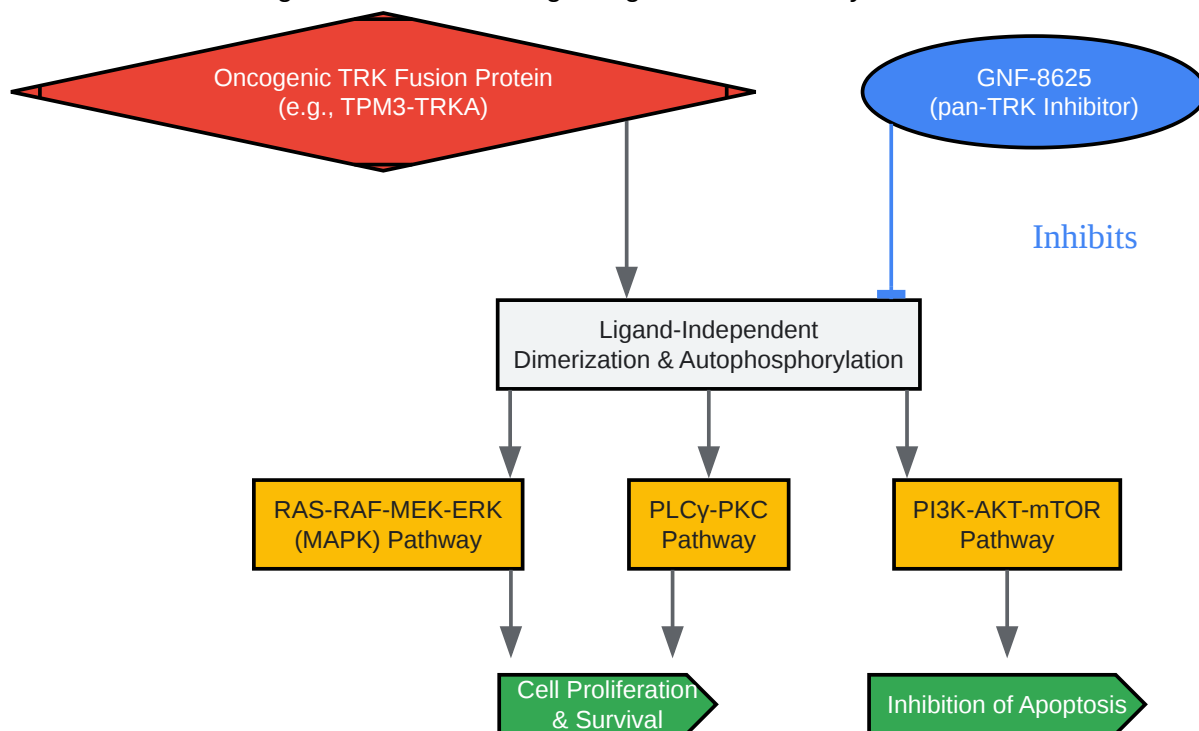 Oncogenic TRK Fusion Protein
(e.g., TPM3-TRKA)
GNF-8625
(pan-TRK Inhibitor)
Inhibits
Ligand-Independent
Dimerization & Autophosphorylation
RAS-RAF-MEK-ERK
(MAPK) Pathway
PLCγ-PKC
Pathway
PI3K-AKT-mTOR
Pathway
Cell Proliferation
& Survival
Inhibition of Apoptosis